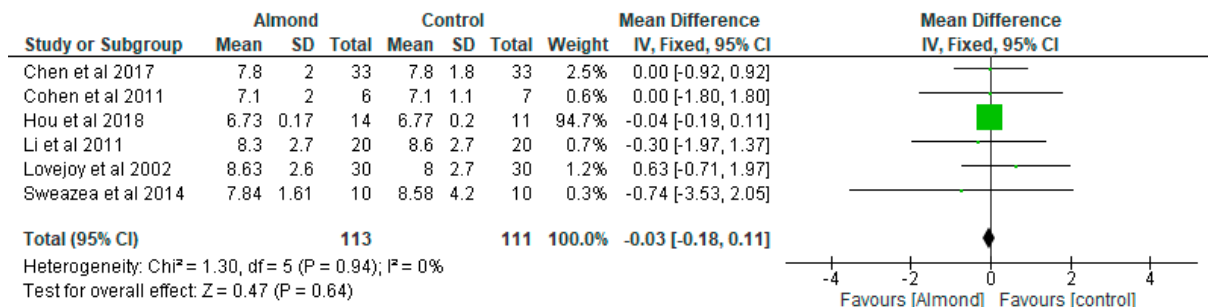 Almond Control Mean Difference Mean Difference
Study or Subgroup Mean SD Total Mean SD Total Weight IV, Fixed, 95% CI IV, Fixed, 95% CI
Chen et al 2017 7.8 2 33 7.8 1.8 33 2.5% 0.00 [-0.92, 0.92]
Cohen et al 2011 7.1 2 6 7.1 1.1 7 0.6% 0.00 [-1.80, 1.80]
Hou et al 2018 6.73 0.17 14 6.77 0.2 11 94.7% -0.04 [-0.19, 0.11]
Li et al 2011 8.3 2.7 20 8.6 2.7 20 0.7% -0.30 [-1.97, 1.37]
Lovejoy et al 2002 8.63 2.6 30 8 2.7 30 1.2% 0.63 [-0.71, 1.97]
Sweazea et al 2014 7.84 1.61 10 8.58 4.2 10 0.3% -0.74 [-3.53, 2.05]
Total (95% CI) 113 111 100.0% -0.03 [-0.18, 0.11]
Heterogeneity: Chi² = 1.30, df = 5 (P = 0.94); I² = 0%
Test for overall effect: Z = 0.47 (P = 0.64)
-4 -2 0 2 4
Favours [Almond] Favours [control]